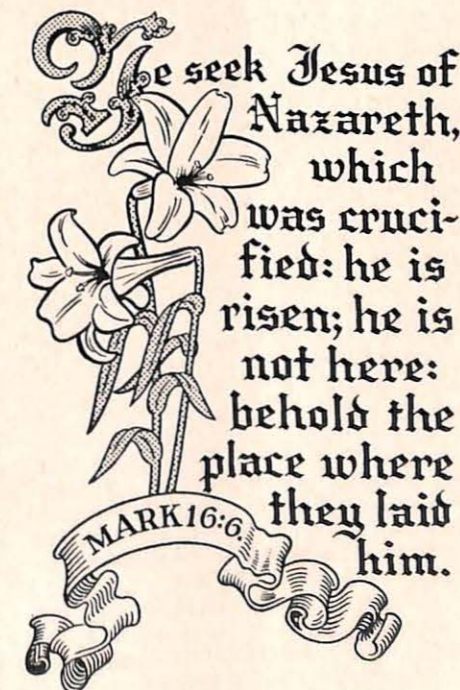 Ye seek Jesus of
Nazareth,
which
was cruci-
fied: he is
risen; he is
not here:
behold the
place where
they laid
him.
MARK 16:6.